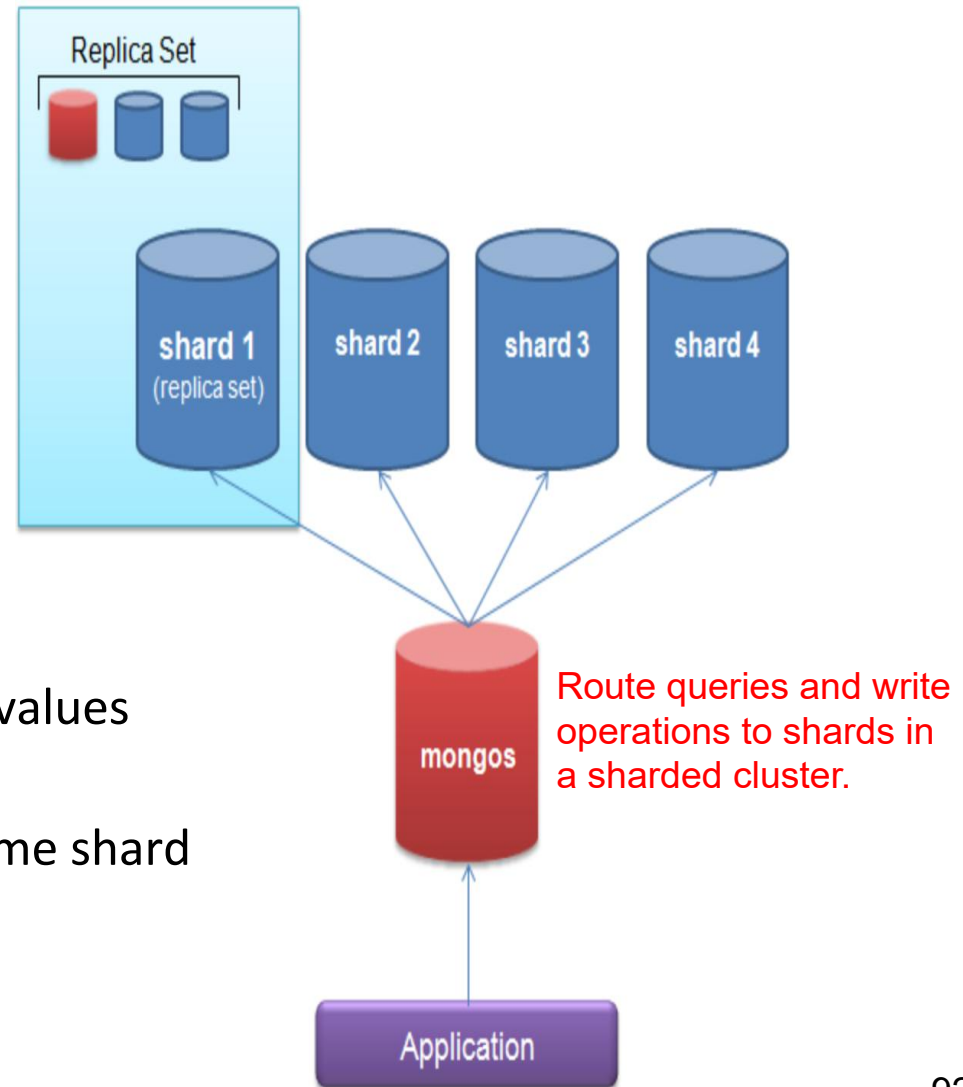 Replica Set
shard 1
(replica set)
shard 2
shard 3
shard 4
values
Route queries and write
operations to shards in
a sharded cluster.
mongos
me shard
Application